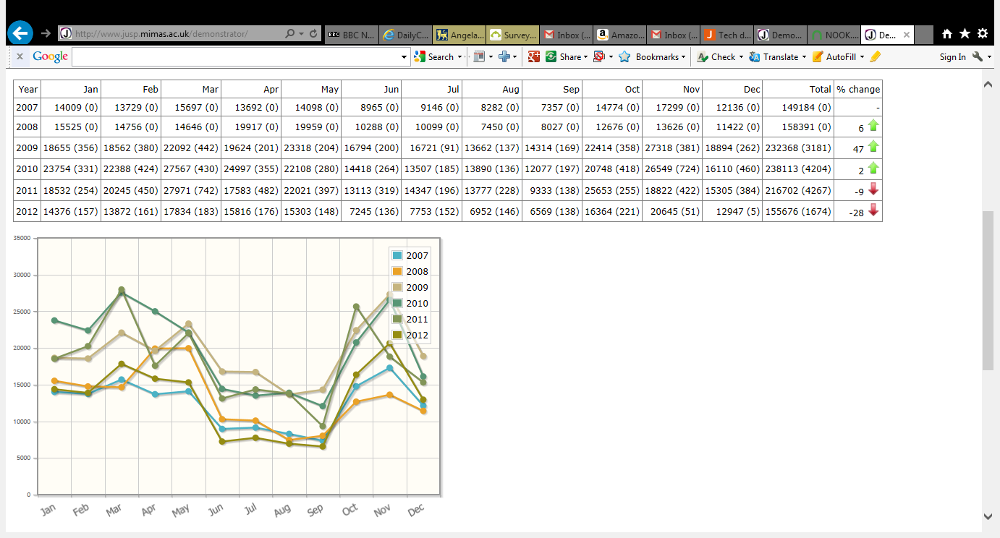 http://www.jusp.mimas.ac.uk/demonstrator/ BBC BBC N... DailyC... Angela... Survey... Inbox (... Amazo... Inbox (... Tech d... Demo... NOOK.... De...
Google Search Share Bookmarks Check Translate AutoFill Sign In
Year Jan Feb Mar Apr May Jun Jul Aug Sep Oct Nov Dec Total % change
2007 14009 (0) 13729 (0) 15697 (0) 13692 (0) 14098 (0) 8965 (0) 9146 (0) 8282 (0) 7357 (0) 14774 (0) 17299 (0) 12136 (0) 149184 (0) -
2008 15525 (0) 14756 (0) 14646 (0) 19917 (0) 19959 (0) 10288 (0) 10099 (0) 7450 (0) 8027 (0) 12676 (0) 13626 (0) 11422 (0) 158391 (0) 6
2009 18655 (356) 18562 (380) 22092 (442) 19624 (201) 23318 (204) 16794 (200) 16721 (91) 13662 (137) 14314 (169) 22414 (358) 27318 (381) 18894 (262) 232368 (3181) 47
2010 23754 (331) 22388 (424) 27567 (430) 24997 (355) 22108 (280) 14418 (264) 13507 (185) 13890 (136) 12077 (197) 20748 (418) 26549 (724) 16110 (460) 238113 (4204) 2
2011 18532 (254) 20245 (450) 27971 (742) 17583 (482) 22021 (397) 13113 (319) 14347 (196) 13777 (228) 9333 (138) 25653 (255) 18822 (422) 15305 (384) 216702 (4267) -9
2012 14376 (157) 13872 (161) 17834 (183) 15816 (176) 15303 (148) 7245 (136) 7753 (152) 6952 (146) 6569 (138) 16364 (221) 20645 (51) 12947 (5) 155676 (1674) -28
35000
30000
25000
20000
15000
10000
5000
0
2007
2008
2009
2010
2011
2012
Jan Feb Mar Apr May Jun Jul Aug Sep Oct Nov Dec